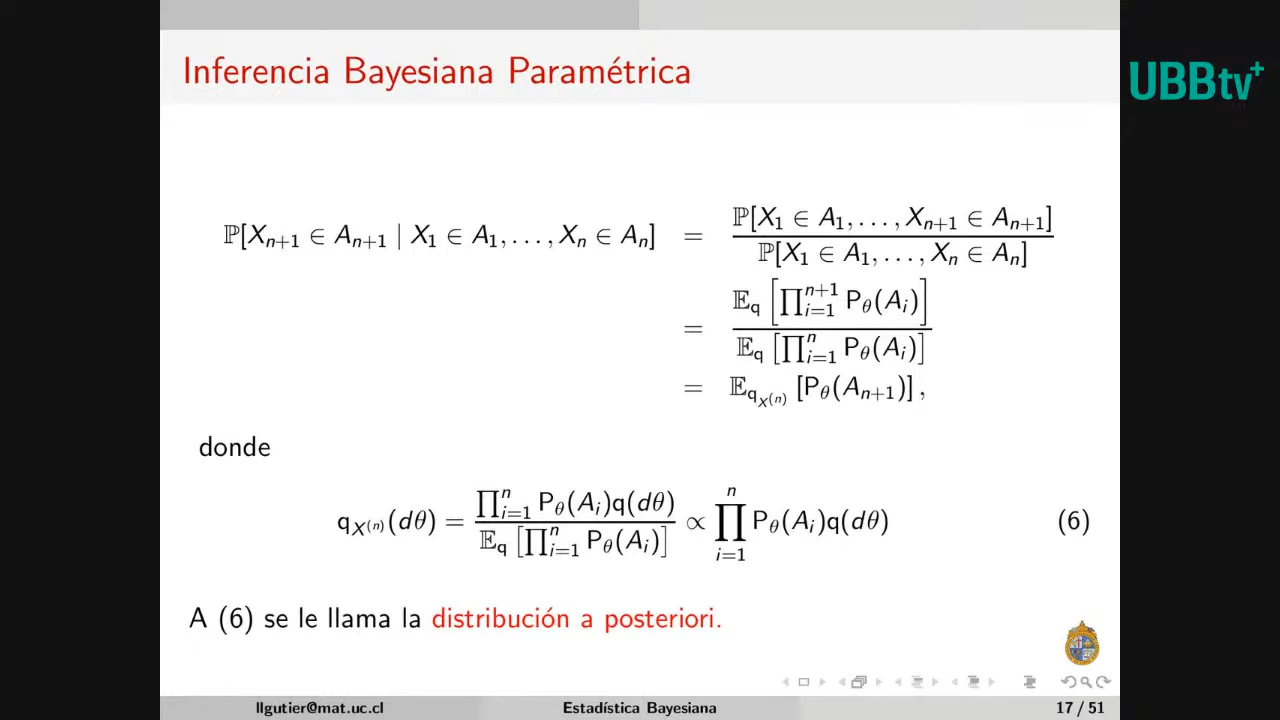 Inferencia Bayesiana Paramétrica
UBBtv+
ℙ[X_{n+1} ∈ A_{n+1} | X_1 ∈ A_1, . . . , X_n ∈ A_n] = ℙ[X_1 ∈ A_1, . . . , X_{n+1} ∈ A_{n+1}] / ℙ[X_1 ∈ A_1, . . . , X_n ∈ A_n]
= 𝔼_q [∏_{i=1}^{n+1} P_θ(A_i)] / 𝔼_q [∏_{i=1}^{n} P_θ(A_i)]
= 𝔼_{q_{X^{(n)}}} [P_θ(A_{n+1})] ,
donde
q_{X^{(n)}}(dθ) = ∏_{i=1}^{n} P_θ(A_i)q(dθ) / 𝔼_q [∏_{i=1}^{n} P_θ(A_i)] ∝ ∏_{i=1}^{n} P_θ(A_i)q(dθ) (6)
A (6) se le llama la distribución a posteriori.
llgutier@mat.uc.cl Estadística Bayesiana 17 / 51